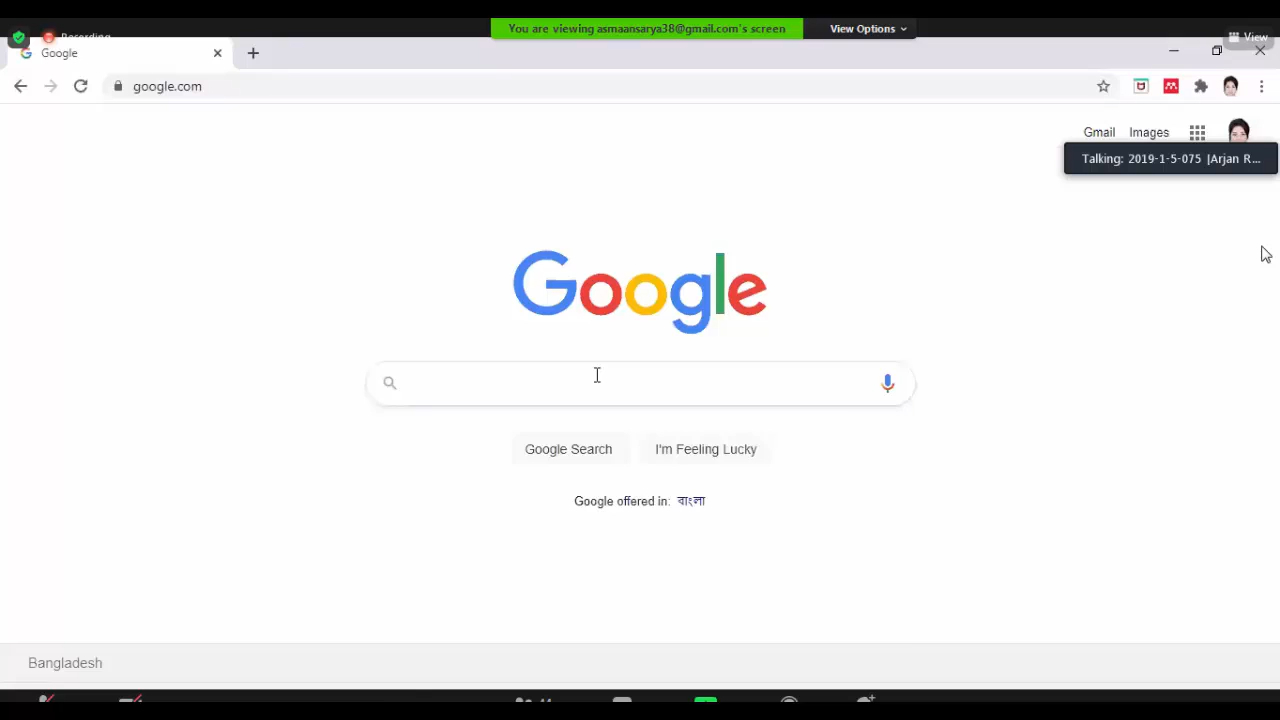 You are viewing asmaansarya38@gmail.com's screen
View Options
Recording
View
Google
google.com
Gmail
Images
Talking: 2019-1-5-075 |Arjan R...
Google
Google Search
I'm Feeling Lucky
Google offered in: বাংলা
Bangladesh